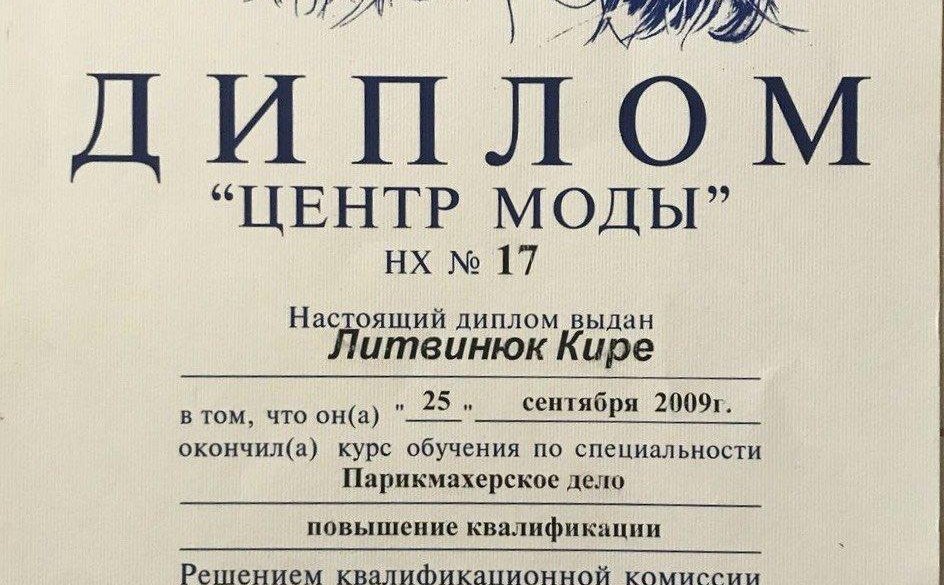 ДИПЛОМ
“ЦЕНТР МОДЫ”
НХ № 17
Настоящий диплом выдан
Литвинюк Кире
в том, что он(а) " 25 " сентября 2009г.
окончил(а) курс обучения по специальности
Парикмахерское дело
повышение квалификации
Решением квалификационной комиссии